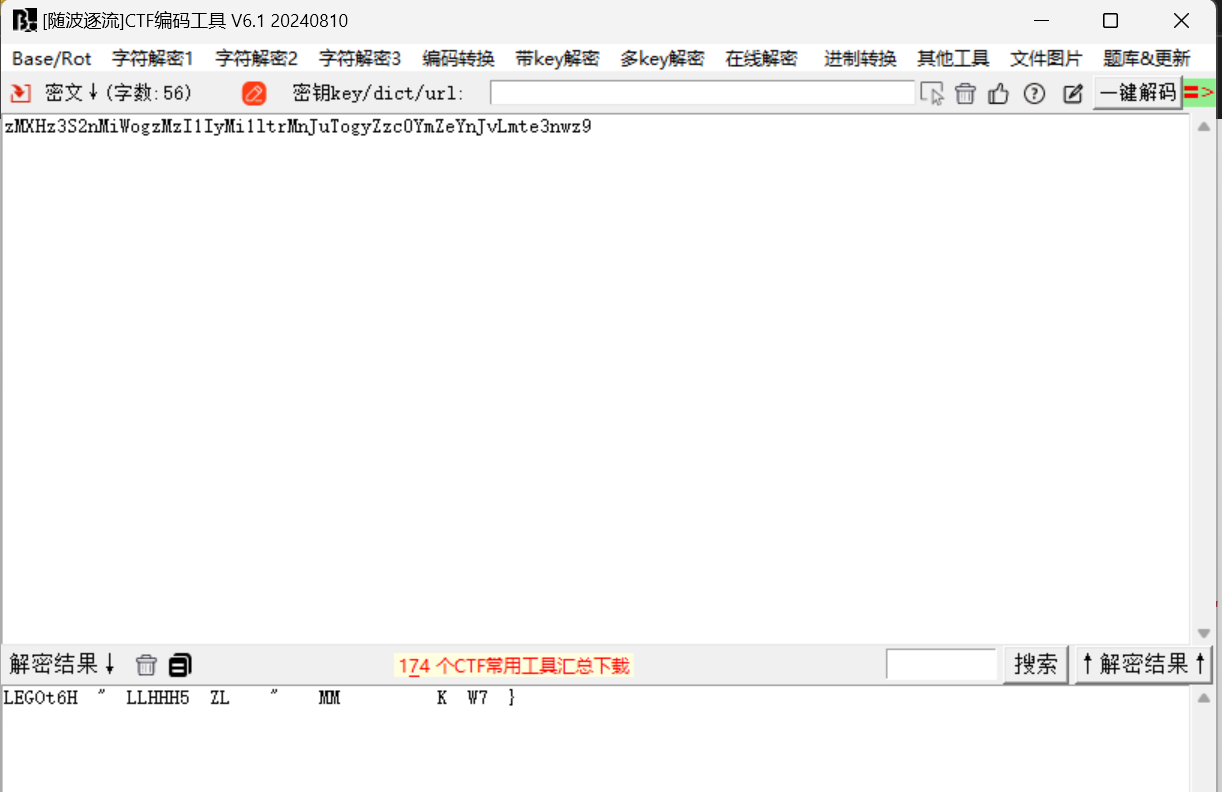 [随波逐流]CTF编码工具 V6.1 20240810
Base/Rot 字符解密1 字符解密2 字符解密3 编码转换 带key解密 多key解密 在线解密 进制转换 其他工具 文件图片 题库&更新
密文↓(字数:56) 密钥key/dict/url: 一键解码 =>
zMXHz3S2nMiWogzMzI1IyMi1ltrMnJuTogyZzc0YmZeYnJvLmte3nwz9
解密结果↓ 174 个CTF常用工具汇总下载 搜索 ↑解密结果↑
LEGOt6H ″ LLHHH5 ZL ″ MM K W7 }